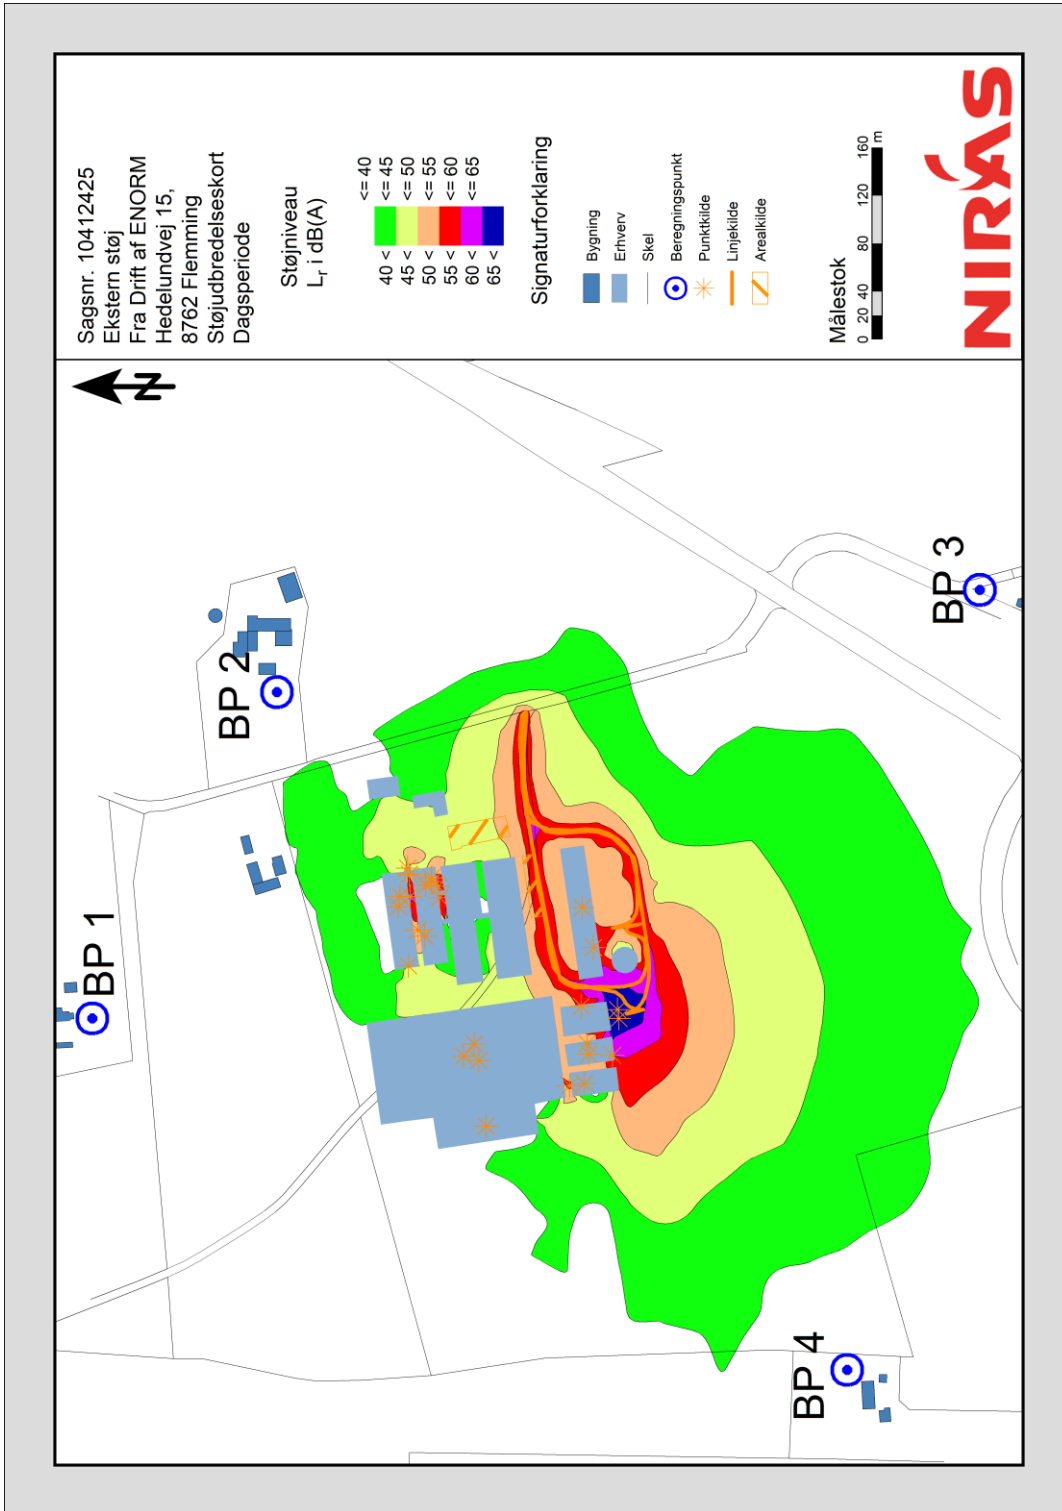 Sagsnr. 10412425
Ekstern støj
Fra Drift af ENORM
Hedelundvej 15,
8762 Flemming
Støjudbredelseskort
Dagsperiode
Støjniveau
Lr i dB(A)
<= 40
40 < <= 45
45 < <= 50
50 < <= 55
55 < <= 60
60 < <= 65
65 <
Signaturforklaring
Bygning
Erhverv
Skel
Beregningspunkt
Punktkilde
Linjekilde
Arealkilde
Målestok
0 20 40 80 120 160
m
NIRAS
N
BP 1
BP 2
BP 3
BP 4